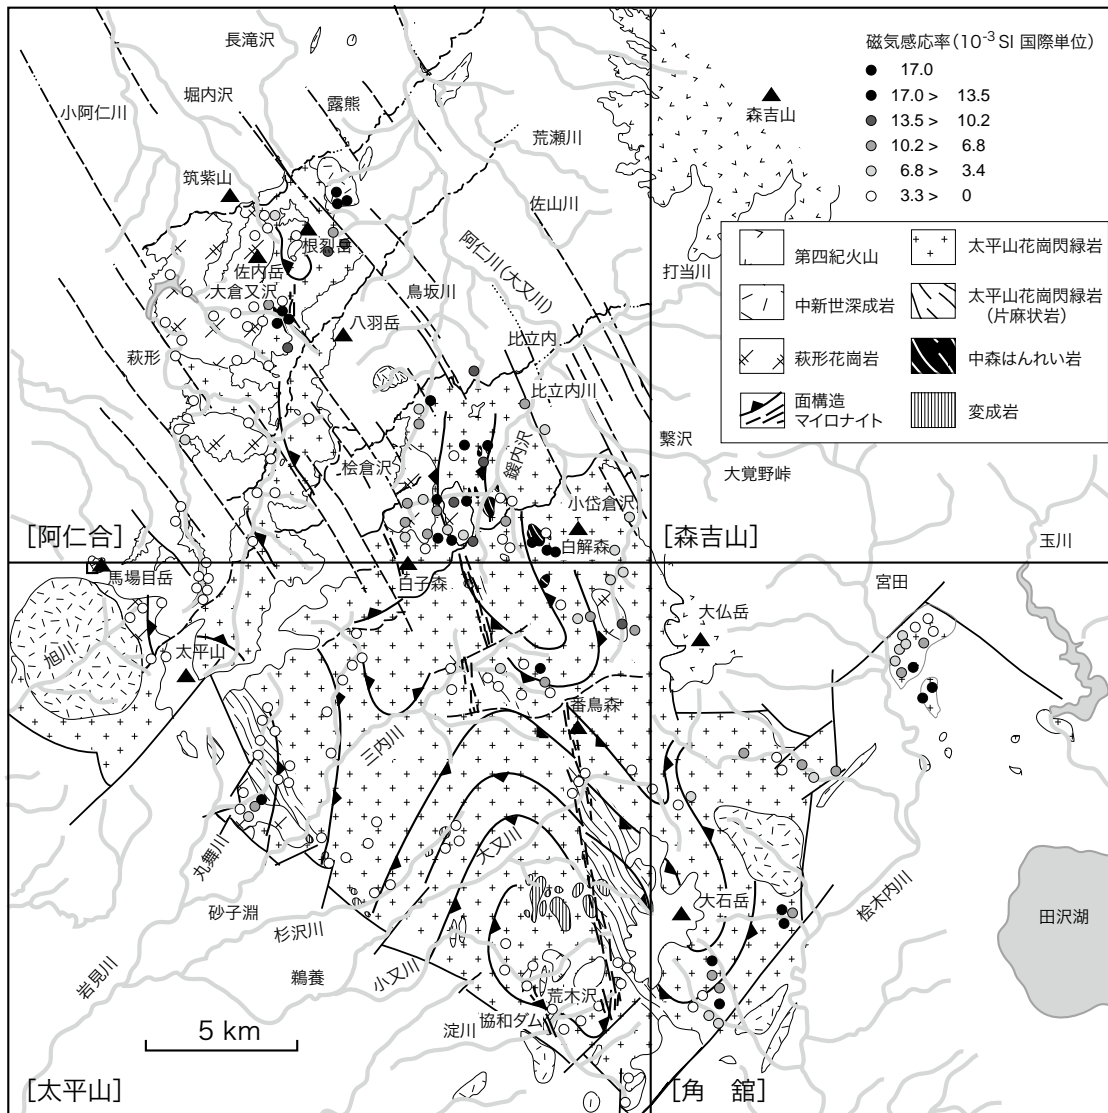 長滝沢
磁気感応率(10-3 SI 国際単位)
17.0
17.0 > 13.5
13.5 > 10.2
10.2 > 6.8
6.8 > 3.4
3.3 > 0
小阿仁川
堀内沢
露熊
荒瀬川
森吉山
筑紫山
佐山川
根烈岳
佐内岳
阿仁川(大又川)
打当川
大倉又沢
鳥坂川
八羽岳
比立内
萩形
比立内川
第四紀火山
太平山花崗閃緑岩
中新世深成岩
太平山花崗閃緑岩
(片麻状岩)
萩形花崗岩
中森はんれい岩
面構造
マイロナイト
変成岩
桧倉沢
鍰内沢
繋沢
大覚野峠
小岱倉沢
[阿仁合]
[森吉山]
白解森
玉川
馬場目岳
白子森
宮田
大仏岳
旭川
太平山
番鳥森
三内川
丸舞川
大又川
大石岳
桧木内川
田沢湖
砂子淵
杉沢川
岩見川
鵜養
小又川
荒木沢
協和ダム
淀川
5 km
[太平山]
[角 舘]